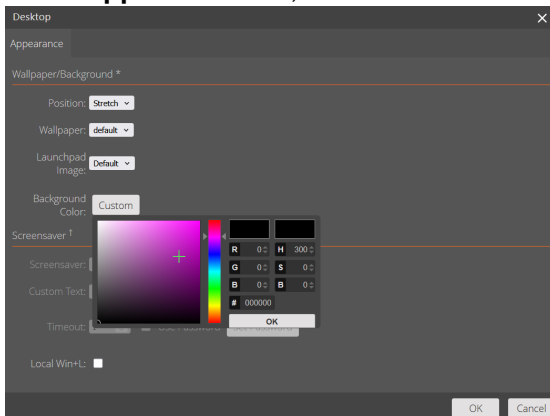 Desktop
Appearance
Wallpaper/Background *
Position: Stretch
Wallpaper: default
Launchpad
Image: Default
Background
Color: Custom
Screensaver †
Screensaver:
Custom Text:
R 0 H 300
G 0 S 0
B 0 B 0
# 000000
OK
Timeout:
Local Win+L:
OK Cancel